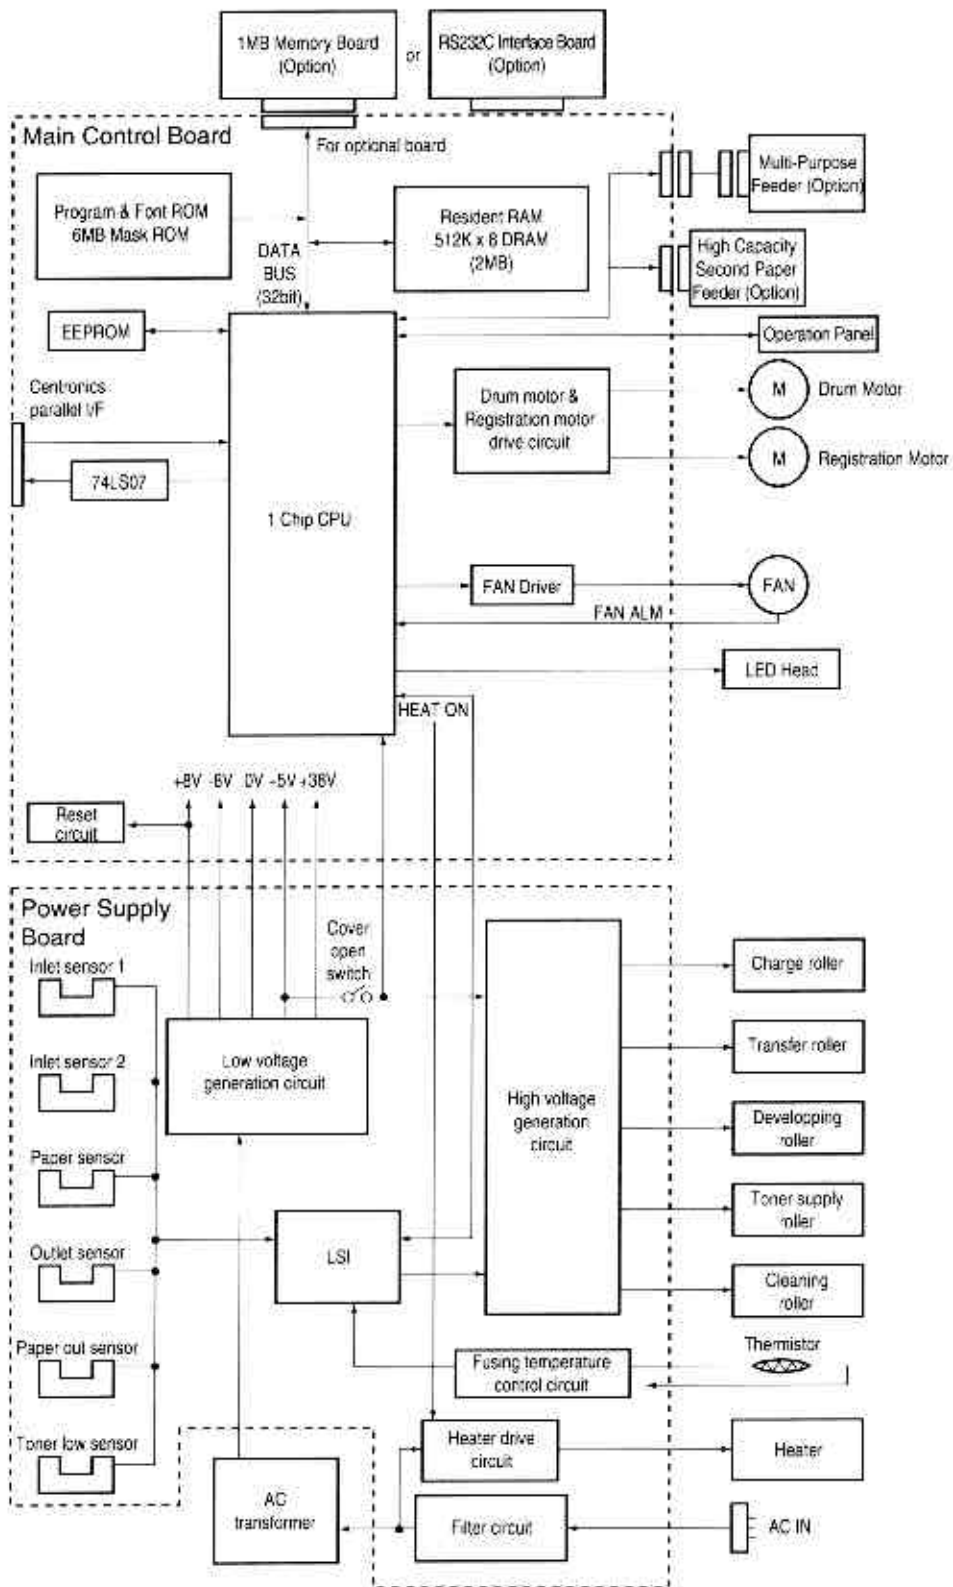 1MB Memory Board
(Option)
or
RS232C Interface Board
(Option)
Main Control Board
For optional board
Multi-Purpose
Feeder (Option)
Program & Font ROM
6MB Mask ROM
Resident RAM
512K x 8 DRAM
(2MB)
DATA
BUS
(32bit)
High Capacity
Second Paper
Feeder (Option)
EEPROM
Operation Panel
Centronics
parallel I/F
Drum motor &
Registration motor
drive circuit
M
Drum Motor
M
Registration Motor
74LS07
1 Chip CPU
FAN Driver
FAN
FAN ALM
LED Head
HEAT ON
+8V
-8V
0V
+5V
+38V
Reset
circuit
Power Supply
Board
Cover
open
switch
Inlet sensor 1
Charge roller
Inlet sensor 2
Low voltage
generation circuit
Transfer roller
High voltage
generation
circuit
Developping
roller
Paper sensor
Toner supply
roller
Outlet sensor
LSI
Cleaning
roller
Paper out sensor
Fusing temperature
control circuit
Thermistor
Toner low sensor
Heater drive
circuit
Heater
AC
transformer
Filter circuit
AC IN